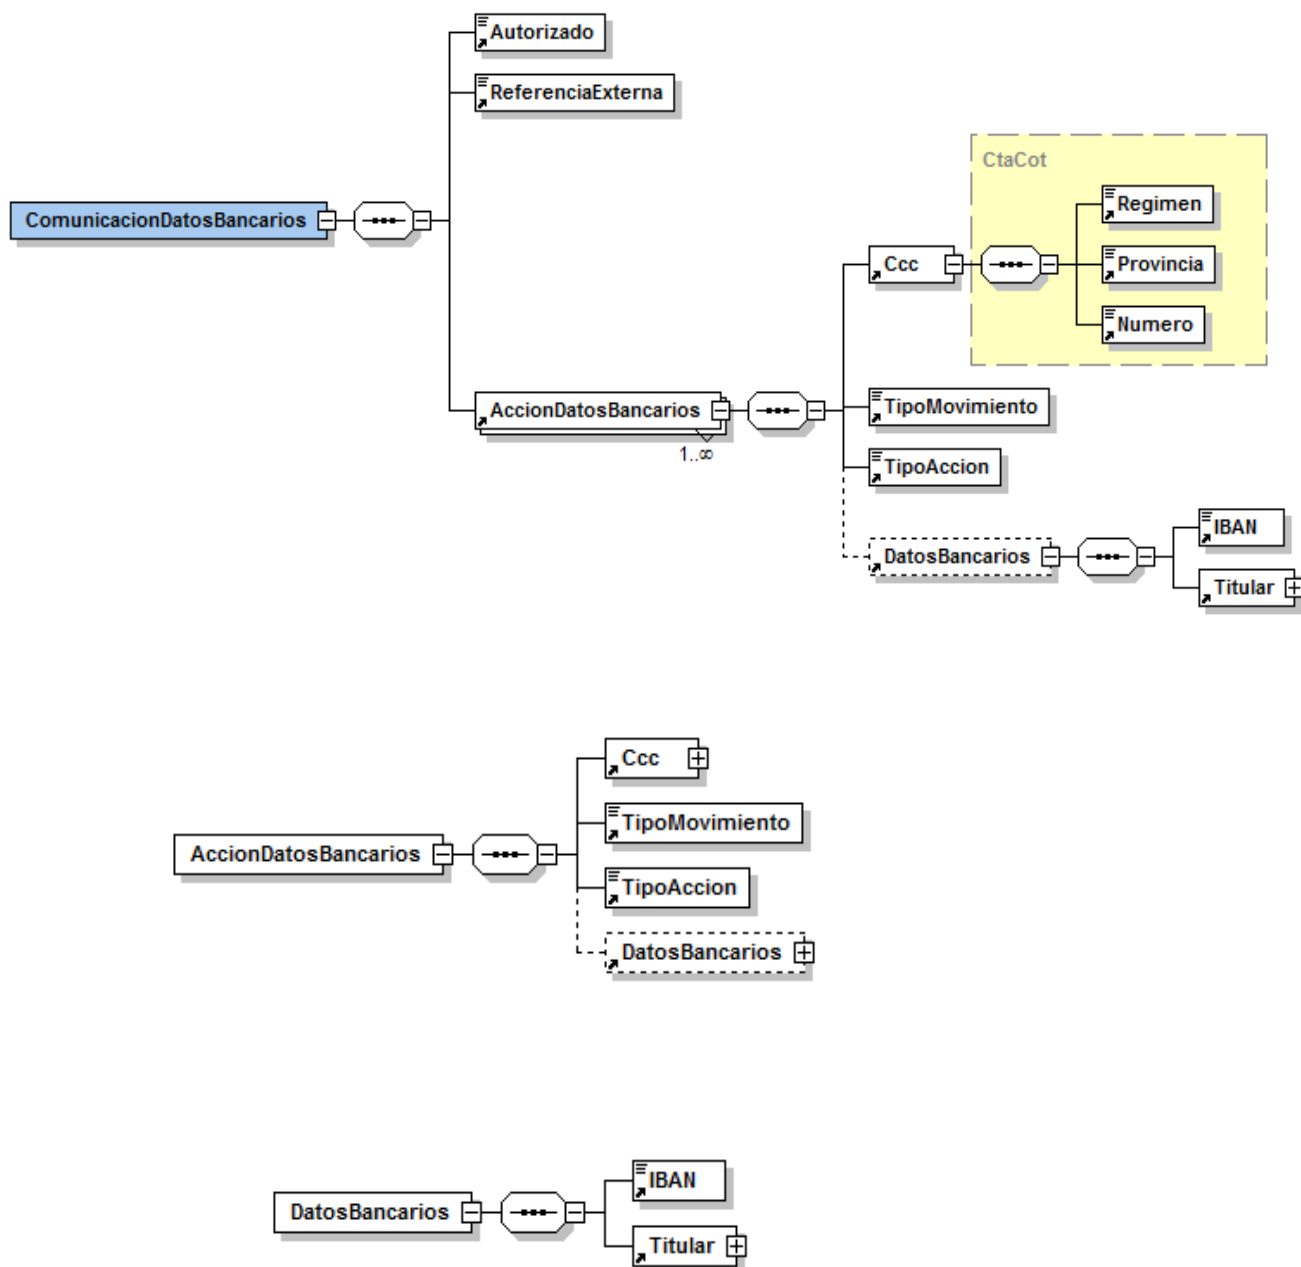 Autorizado
ReferenciaExterna
ComunicacionDatosBancarios
CtaCot
Regimen
Ccc
Provincia
Numero
AccionDatosBancarios
1..∞
TipoMovimiento
TipoAccion
DatosBancarios
IBAN
Titular
Ccc
TipoMovimiento
AccionDatosBancarios
TipoAccion
DatosBancarios
IBAN
DatosBancarios
Titular